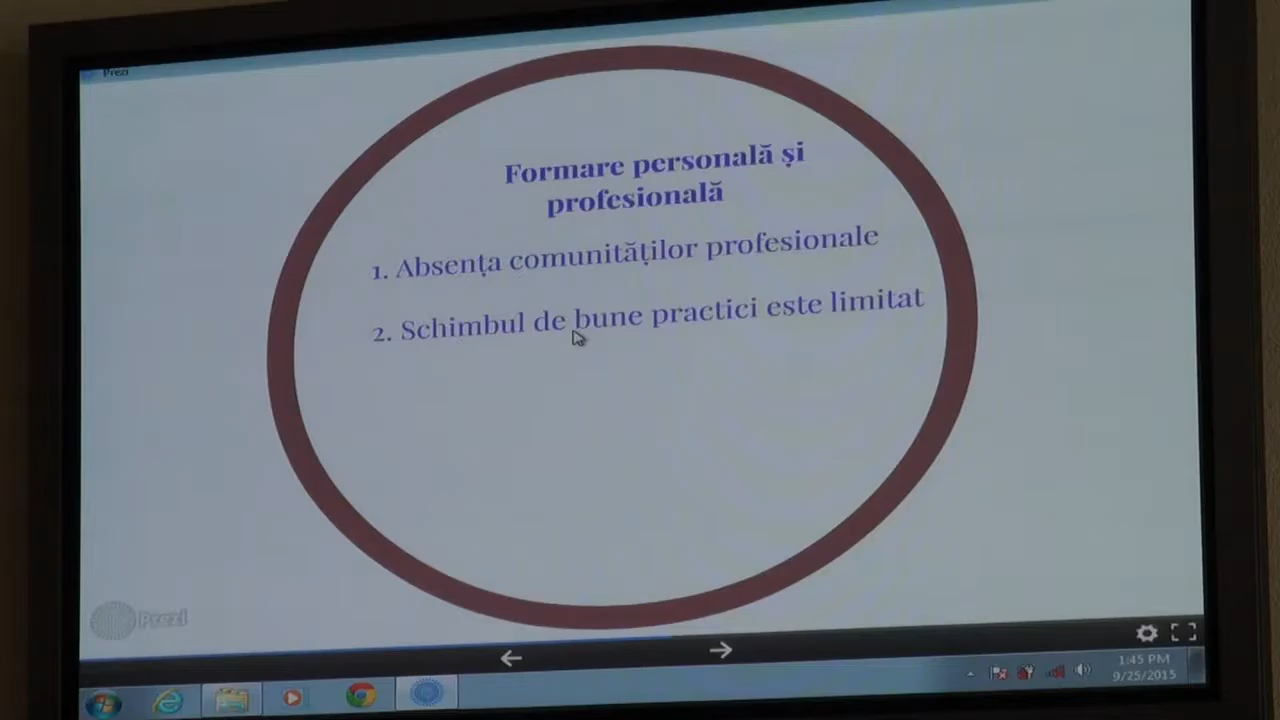 Prezi
Formare personală și
profesională
1. Absența comunităților profesionale
2. Schimbul de bune practici este limitat
Prezi
1:45 PM
9/25/2015